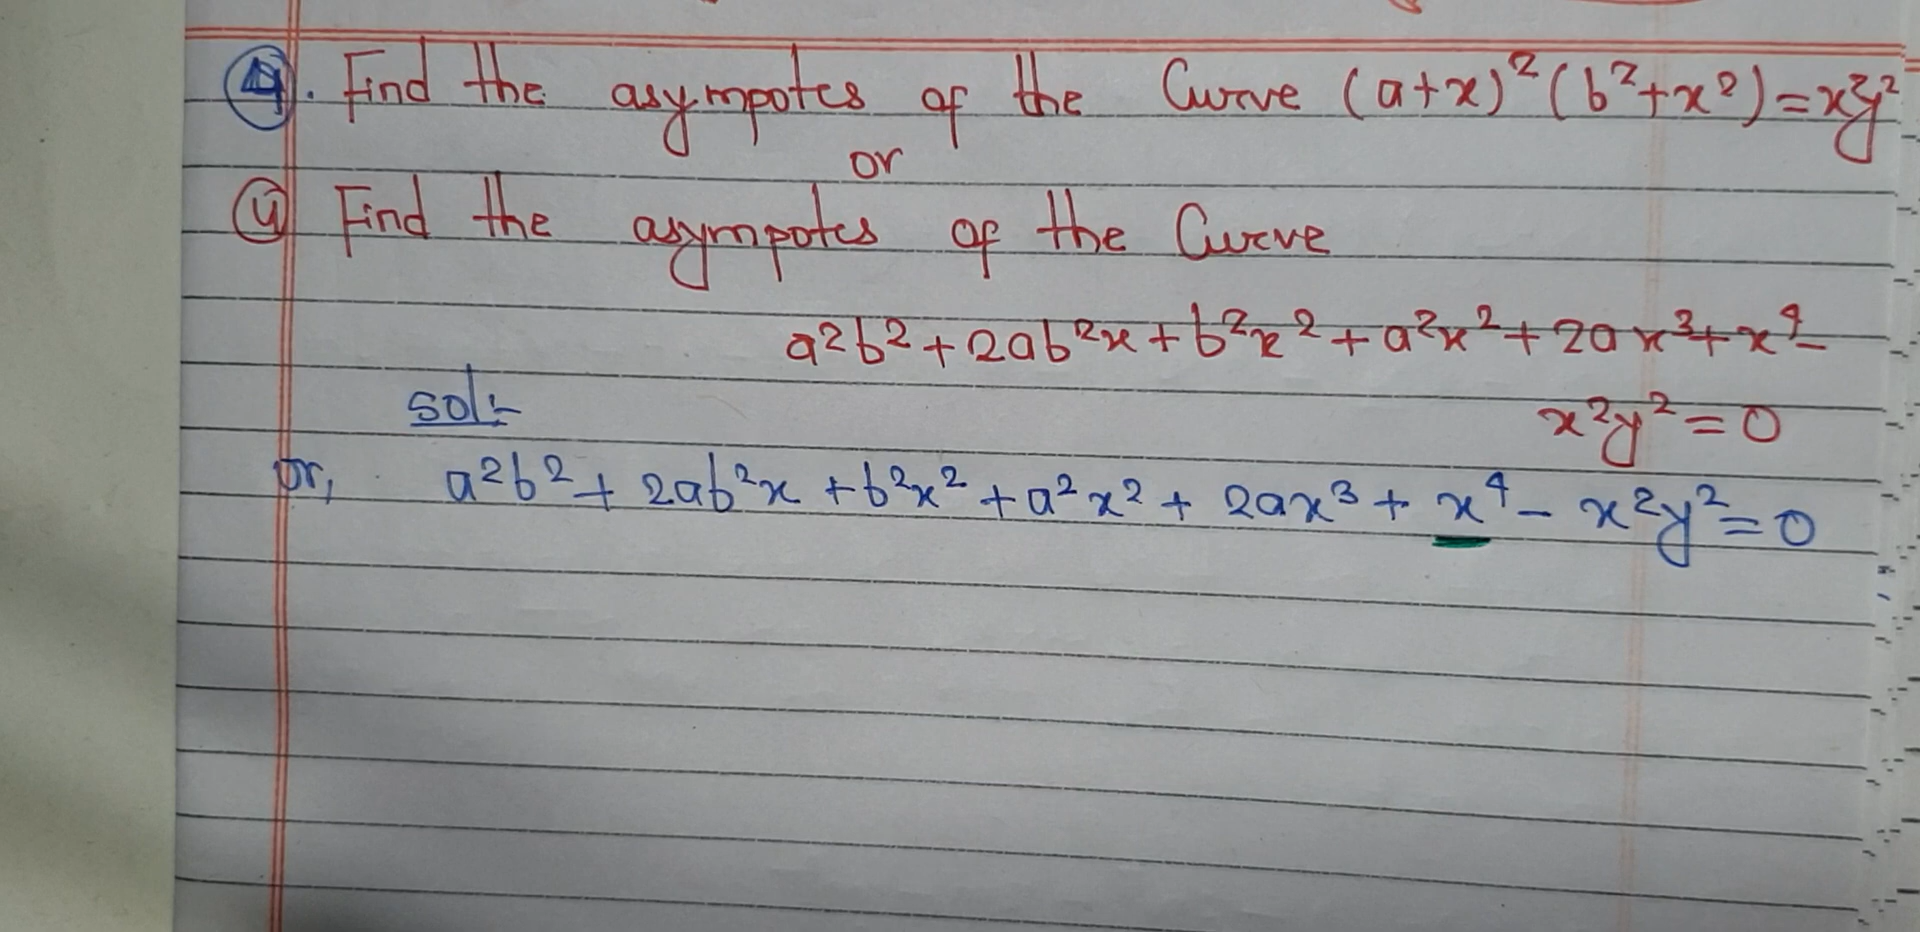 4. Find the asympotes of the Curve (a+x)²(b²+x²)=x²y²
or
4 Find the asympotes of the Curve
a²b²+2ab²x+b²x²+a²x²+2ax³+x⁴-
x²y²=0
Sol:-
or, a²b²+2ab²x+b²x²+a²x²+2ax³+x⁴-x²y²=0